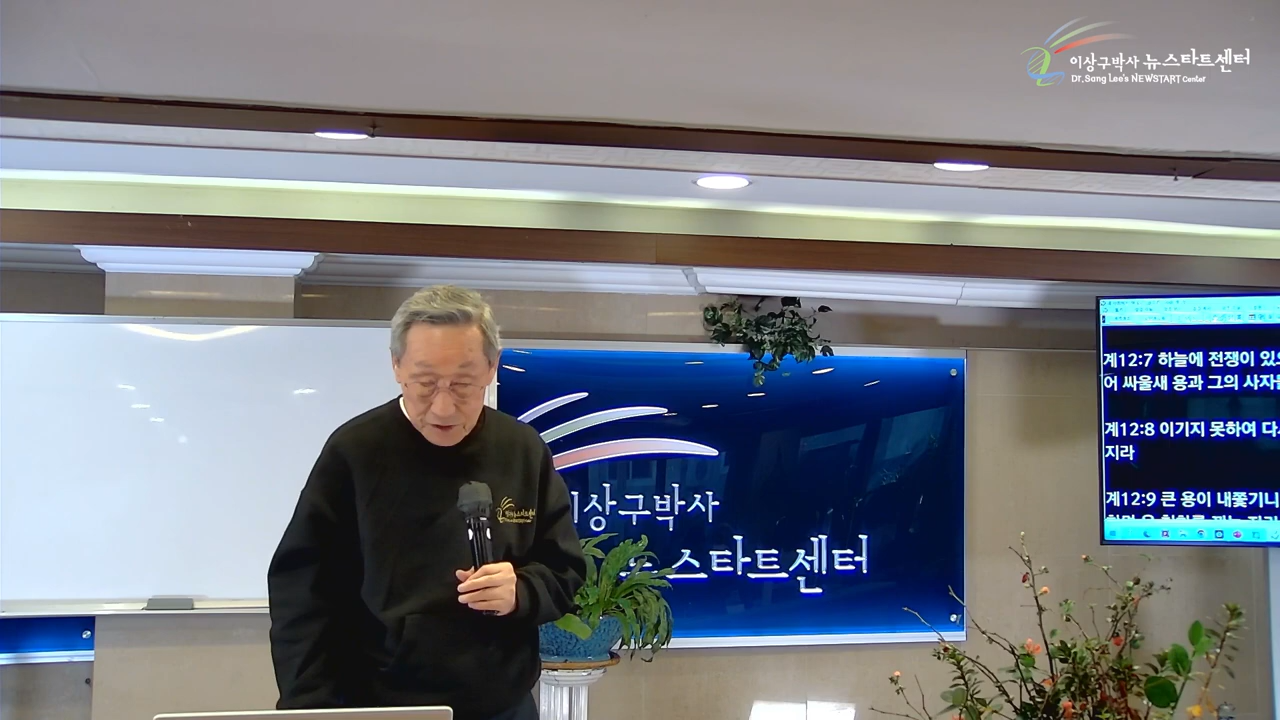 이상구박사 뉴스타트센터
Dr. Sang Lee's NEWSTART Center
이상구박사
뉴스타트센터
계12:7 하늘에 전쟁이 있으
어 싸울새 용과 그의 사자들
계12:8 이기지 못하여 다시
지라
계12:9 큰 용이 내쫓기니